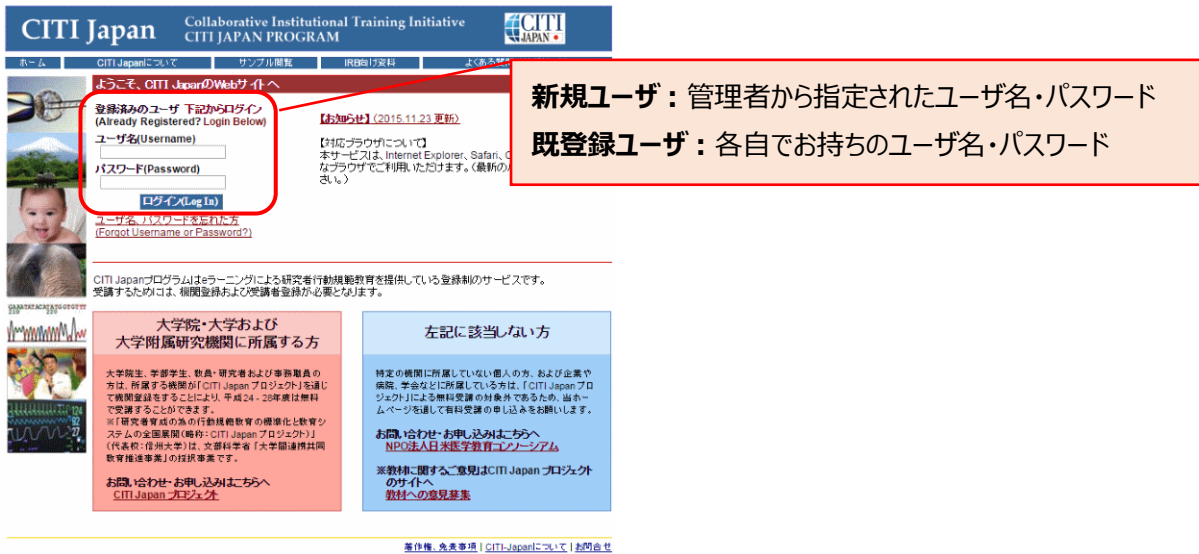 CITI Japan
Collaborative Institutional Training Initiative
CITI JAPAN PROGRAM
CITI
JAPAN
ホーム
CITI Japanについて
サンプル閲覧
IRB向け資料
よくある
ようこそ、CITI JapanのWebサイトへ
登録済みのユーザ 下記からログイン
(Already Registered? Login Below)
ユーザ名(Username)
パスワード(Password)
ログイン(Log In)
ユーザ名、パスワードを忘れた方
(Forgot Username or Password?)
【お知らせ】(2015.11.23 更新)
【対応ブラウザについて】
本サービスは、Internet Explorer、Safari、
なブラウザでご利用いただけます。(最新の
さい。)
新規ユーザ：管理者から指定されたユーザ名・パスワード
既登録ユーザ：各自でお持ちのユーザ名・パスワード
CITI Japanプログラムはeラーニングによる研究者行動規範教育を提供している登録制のサービスです。
受講するためには、機関登録および受講者登録が必要となります。
大学院・大学および
大学附属研究機関に所属する方
大学院生、学部学生、教員・研究者および事務職員の
方は、所属する機関が「CITI Japan プロジェクト」を通じ
て機関登録をすることにより、平成24 - 28年度は無料
で受講することができます。
※「研究者育成の為の行動規範教育の標準化と教育シ
ステムの全国展開(略称：CITI Japan プロジェクト)」
(代表校：信州大学)は、文部科学省「大学間連携共同
教育推進事業」の採択事業です。
お問い合わせ・お申し込みはこちらへ
CITI Japan プロジェクト
左記に該当しない方
特定の機関に所属していない個人の方、および企業や
病院、学会などに所属している方は、「CITI Japan プロ
ジェクト」による無料受講の対象外であるため、当ホー
ムページを通して有料受講の申し込みをお願いします。
お問い合わせ・お申し込みはこちらへ
NPO法人日米医学教育コンソーシアム
※教材に関するご意見はCITI Japan プロジェクト
のサイトへ
教材への意見募集
著作権、免責事項 | CITI-Japanについて | お問合せ